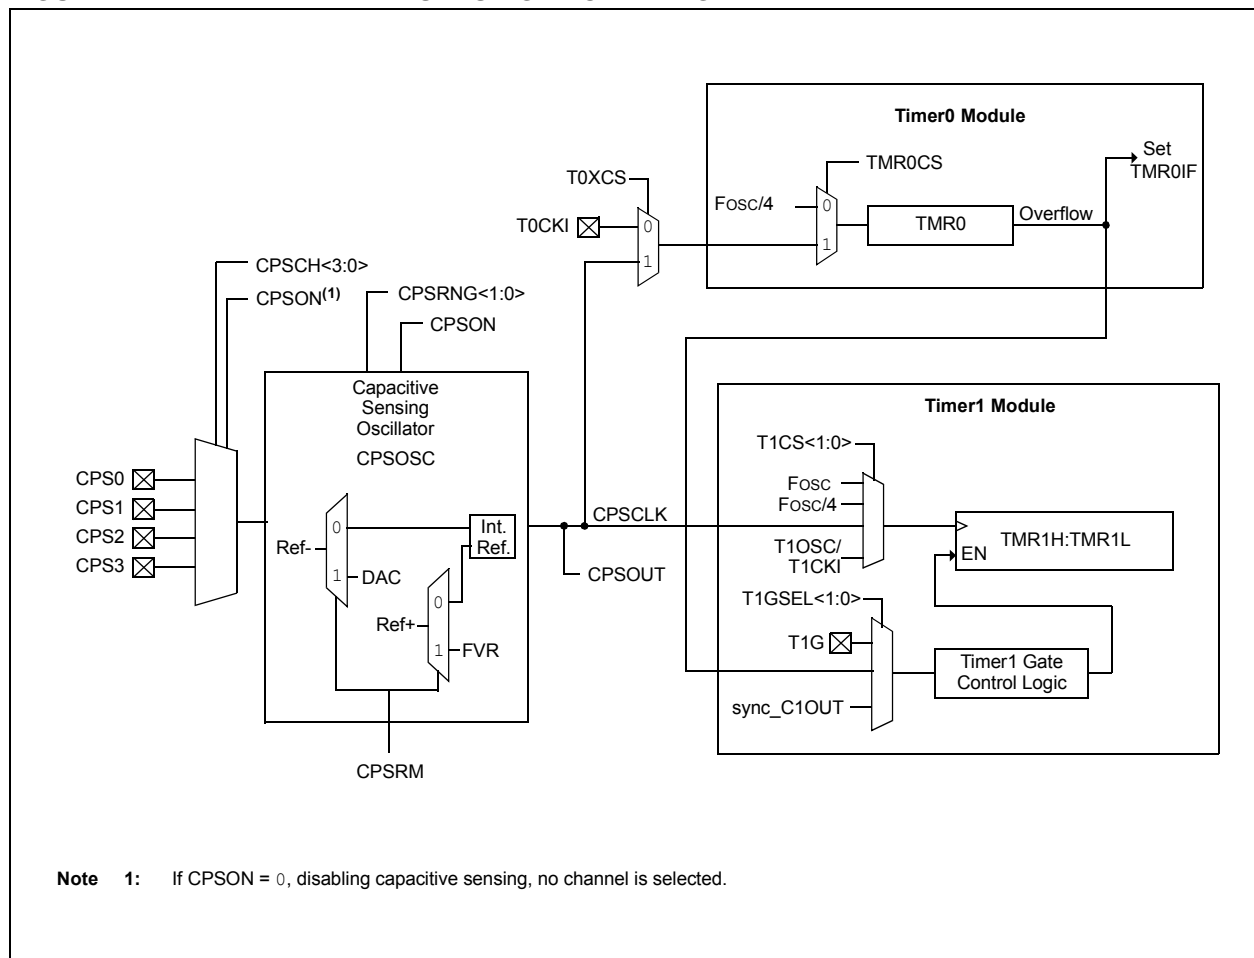 Timer0 Module
Set
TMR0IF
TMR0CS
T0XCS
FOSC/4
0
T0CKI
0
TMR0
Overflow
1
1
CPSCH<3:0>
CPSON(1)
CPSRNG<1:0>
CPSON
Capacitive
Sensing
Oscillator
CPSOSC
Timer1 Module
T1CS<1:0>
CPS0
CPS1
CPS2
CPS3
FOSC
FOSC/4
CPSCLK
0
Int.
Ref.
Ref-
TMR1H:TMR1L
T1OSC/
T1CKI
EN
1
DAC
CPSOUT
0
T1GSEL<1:0>
Ref+
1
FVR
T1G
Timer1 Gate
Control Logic
sync_C1OUT
CPSRM
Note 1: If CPSON = 0, disabling capacitive sensing, no channel is selected.